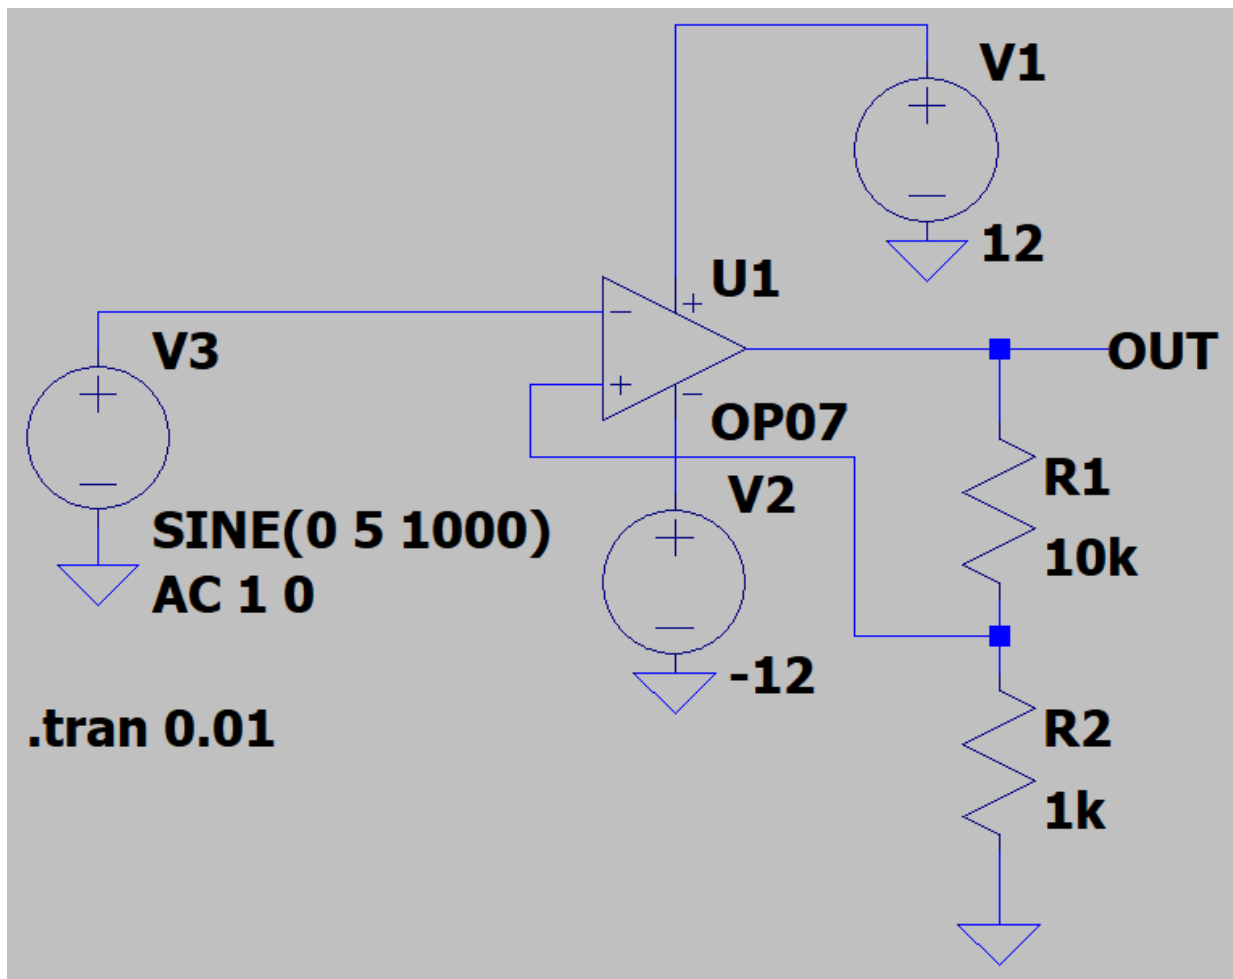 V1
12
U1
V3
OUT
OP07
R1
V2
SINE(0 5 1000)
10k
AC 1 0
-12
.tran 0.01
R2
1k